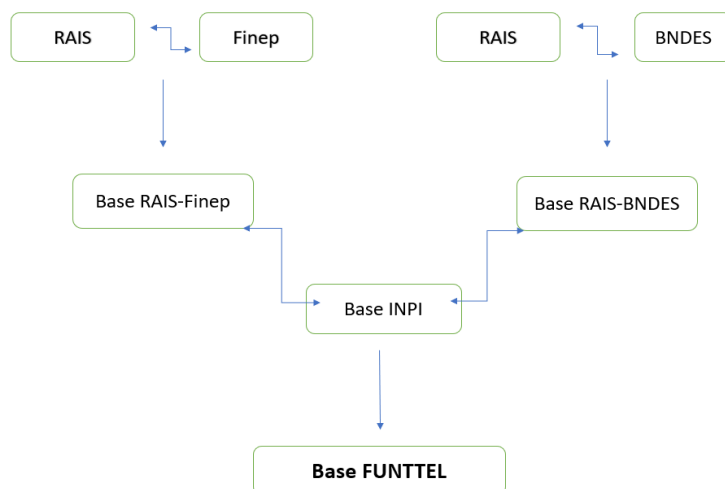 RAIS
Finep
RAIS
BNDES
Base RAIS-Finep
Base RAIS-BNDES
Base INPI
Base FUNTTEL